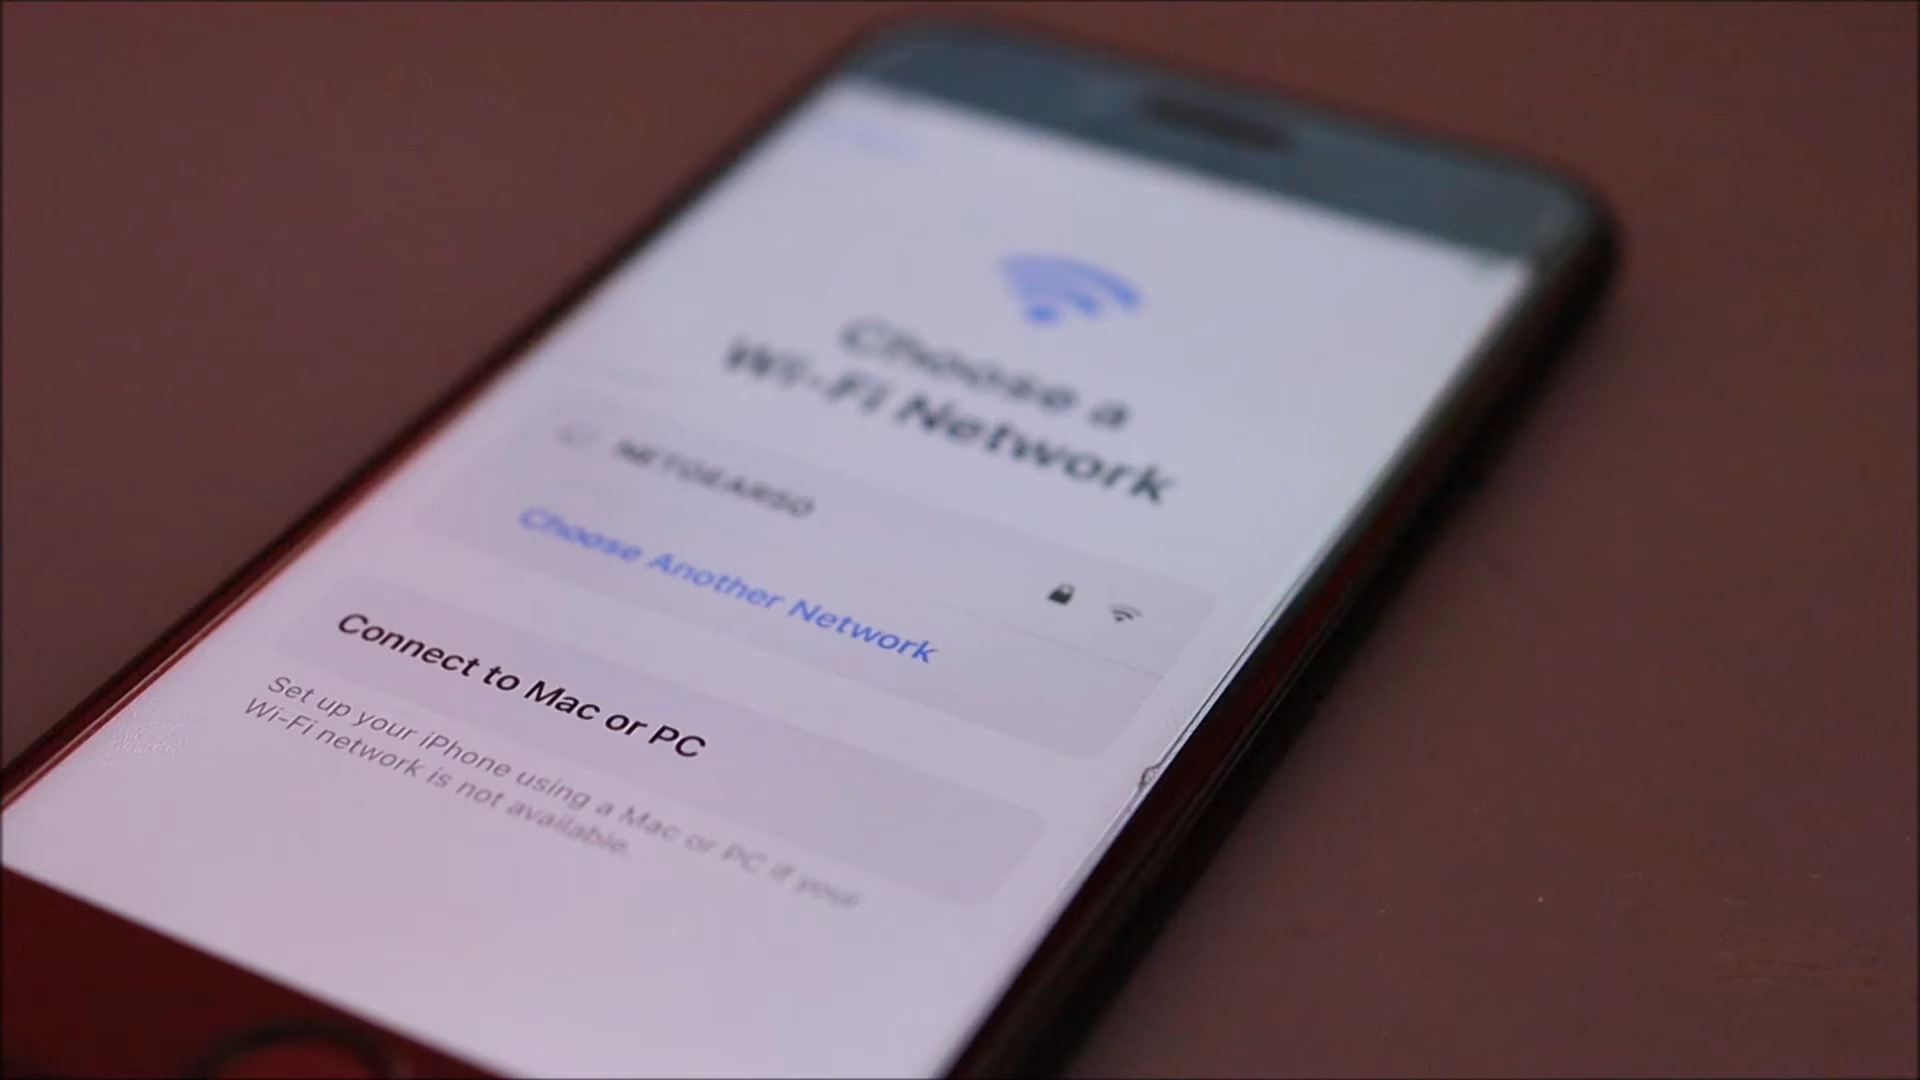 Choose a
Wi-Fi Network
NETGEAR50
Choose Another Network
Connect to Mac or PC
Set up your iPhone using a Mac or PC if your
Wi-Fi network is not available.